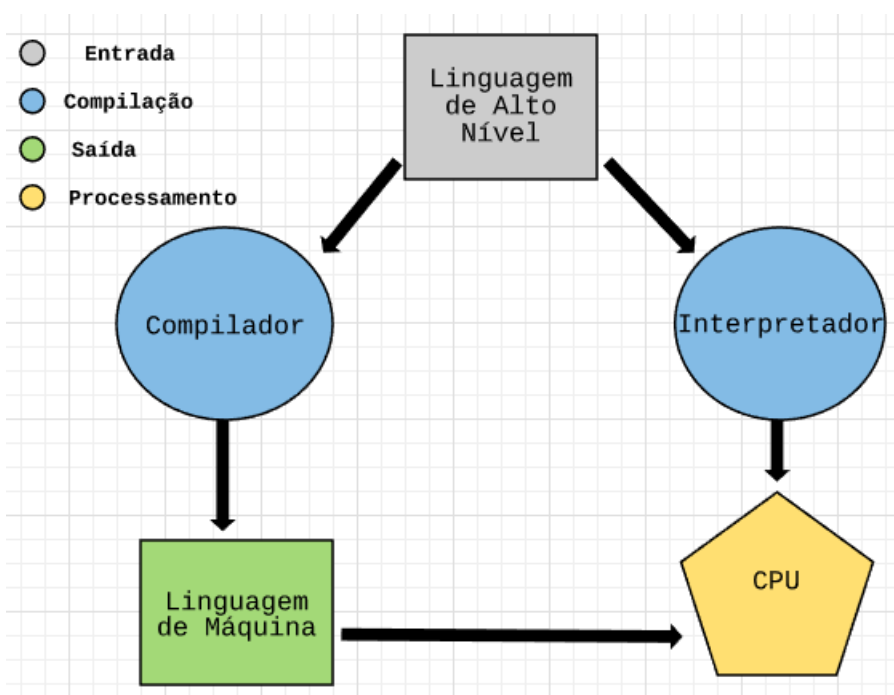 Entrada
Compilação
Saída
Processamento
Linguagem
de Alto
Nível
Compilador
Interpretador
Linguagem
de Máquina
CPU